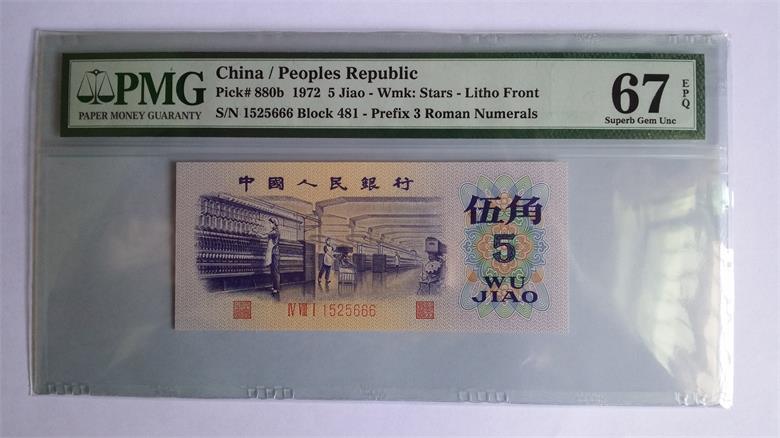 PMG
PAPER MONEY GUARANTY
China / Peoples Republic
Pick# 880b 1972 5 Jiao - Wmk: Stars - Litho Front
S/N 1525666 Block 481 - Prefix 3 Roman Numerals
67
EPQ
Superb Gem Unc
中國人民銀行
伍角
5
WU
JIAO
IV VIII I 1525666